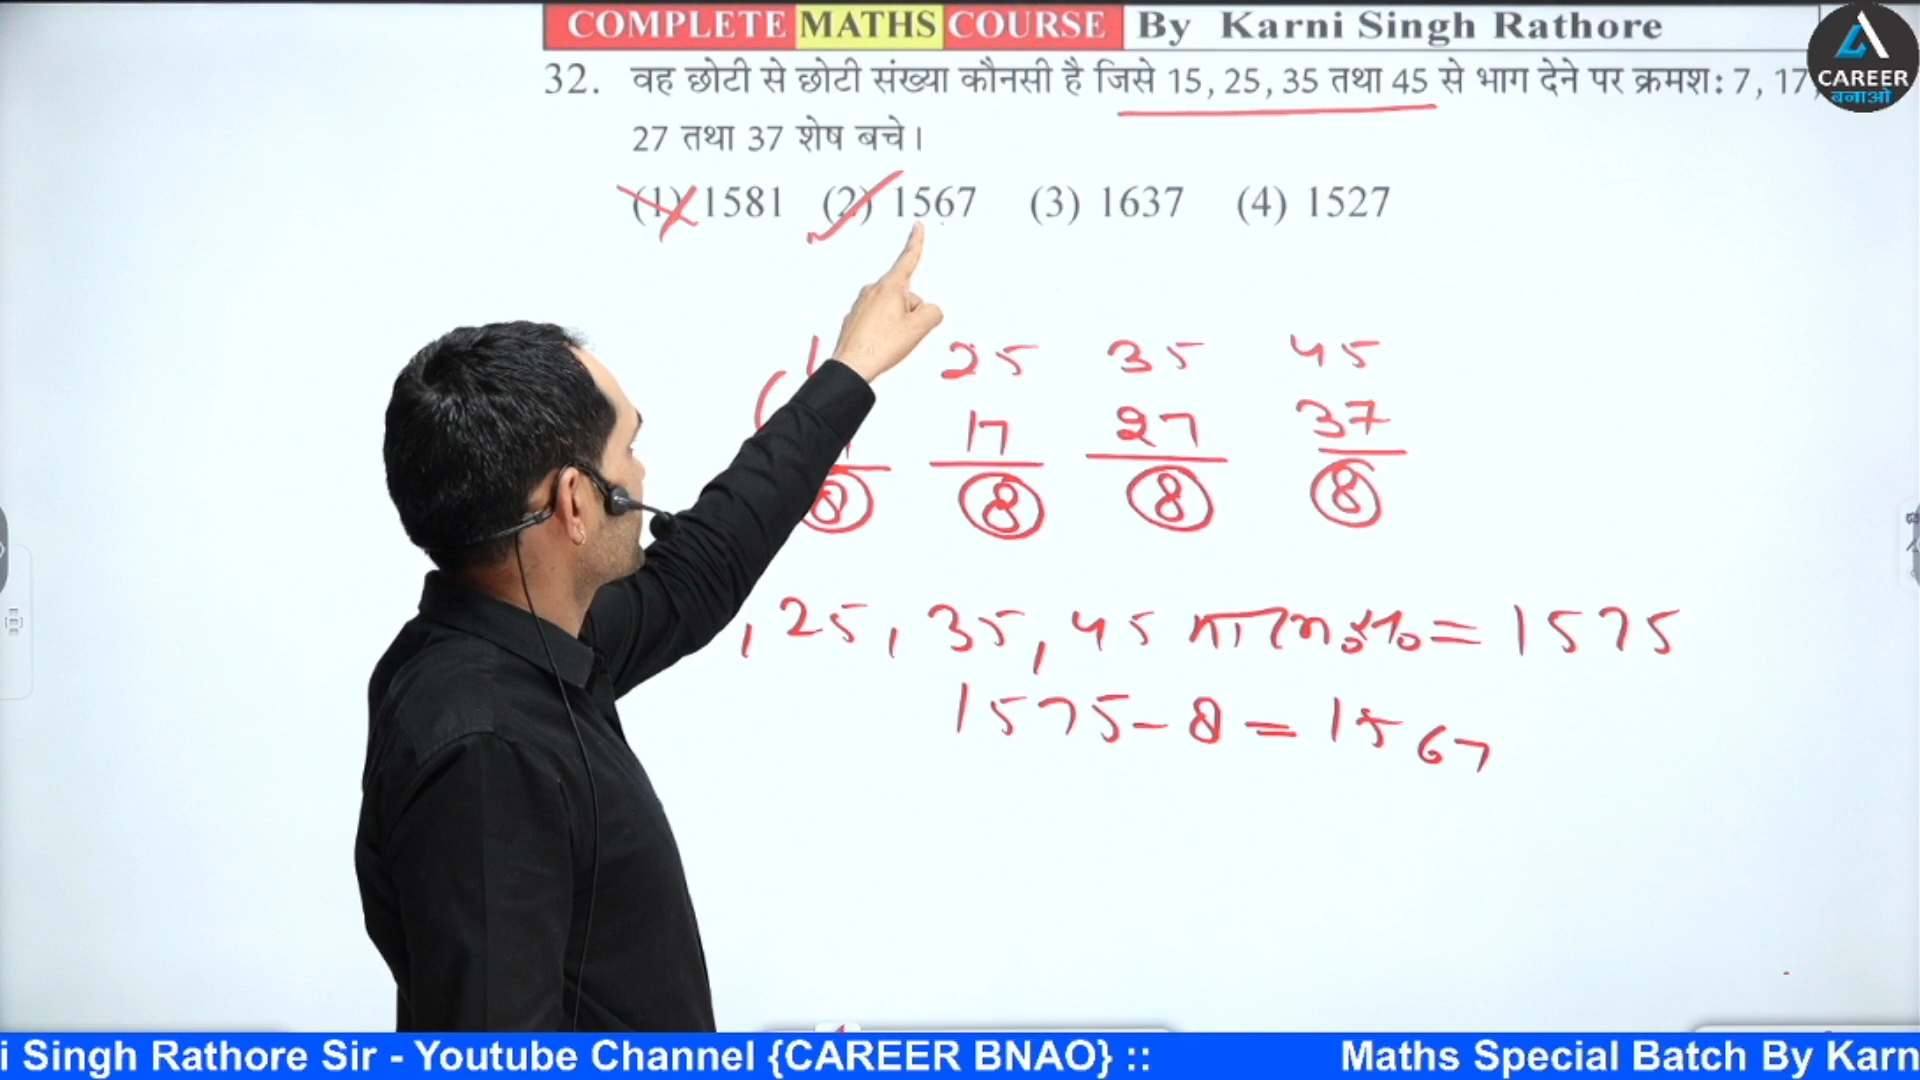 COMPLETE MATHS COURSE By Karni Singh Rathore
CAREER
बनाओ
32. वह छोटी से छोटी संख्या कौनसी है जिसे 15, 25, 35 तथा 45 से भाग देने पर क्रमश: 7, 17,
27 तथा 37 शेष बचे।
(1) 1581 (2) 1567 (3) 1637 (4) 1527
25 35 45
17 27 37
8 8 8 8
, 25, 35, 45 = 1575
1575 - 8 = 1567
i Singh Rathore Sir - Youtube Channel {CAREER BNAO} :: Maths Special Batch By Karn